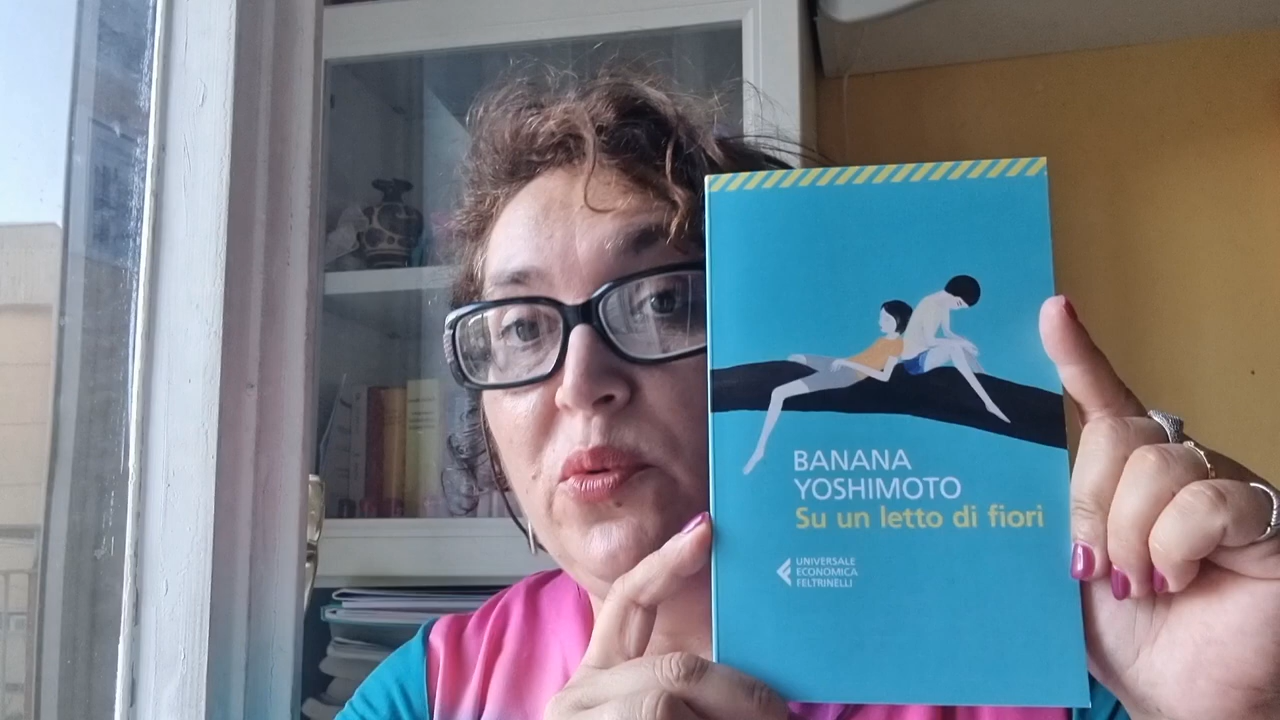 BANANA
YOSHIMOTO
Su un letto di fiori
UNIVERSALE
ECONOMICA
FELTRINELLI